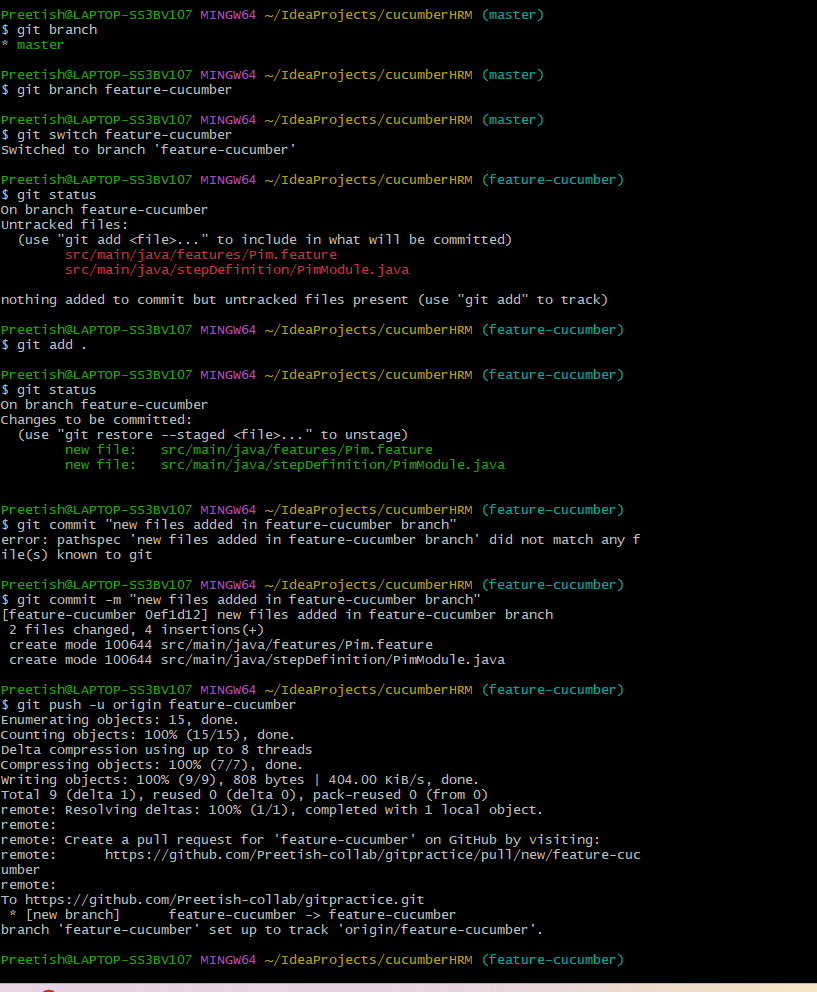 Preetish@LAPTOP-SS3BV107 MINGW64 ~/IdeaProjects/cucumberHRM (master)
$ git branch
* master
Preetish@LAPTOP-SS3BV107 MINGW64 ~/IdeaProjects/cucumberHRM (master)
$ git branch feature-cucumber
Preetish@LAPTOP-SS3BV107 MINGW64 ~/IdeaProjects/cucumberHRM (master)
$ git switch feature-cucumber
Switched to branch 'feature-cucumber'
Preetish@LAPTOP-SS3BV107 MINGW64 ~/IdeaProjects/cucumberHRM (feature-cucumber)
$ git status
On branch feature-cucumber
Untracked files:
  (use "git add <file>..." to include in what will be committed)
        src/main/java/features/Pim.feature
        src/main/java/stepDefinition/PimModule.java
nothing added to commit but untracked files present (use "git add" to track)
Preetish@LAPTOP-SS3BV107 MINGW64 ~/IdeaProjects/cucumberHRM (feature-cucumber)
$ git add .
Preetish@LAPTOP-SS3BV107 MINGW64 ~/IdeaProjects/cucumberHRM (feature-cucumber)
$ git status
On branch feature-cucumber
Changes to be committed:
  (use "git restore --staged <file>..." to unstage)
        new file:   src/main/java/features/Pim.feature
        new file:   src/main/java/stepDefinition/PimModule.java
Preetish@LAPTOP-SS3BV107 MINGW64 ~/IdeaProjects/cucumberHRM (feature-cucumber)
$ git commit "new files added in feature-cucumber branch"
error: pathspec 'new files added in feature-cucumber branch' did not match any f
ile(s) known to git
Preetish@LAPTOP-SS3BV107 MINGW64 ~/IdeaProjects/cucumberHRM (feature-cucumber)
$ git commit -m "new files added in feature-cucumber branch"
[feature-cucumber 0ef1d12] new files added in feature-cucumber branch
 2 files changed, 4 insertions(+)
 create mode 100644 src/main/java/features/Pim.feature
 create mode 100644 src/main/java/stepDefinition/PimModule.java
Preetish@LAPTOP-SS3BV107 MINGW64 ~/IdeaProjects/cucumberHRM (feature-cucumber)
$ git push -u origin feature-cucumber
Enumerating objects: 15, done.
Counting objects: 100% (15/15), done.
Delta compression using up to 8 threads
Compressing objects: 100% (7/7), done.
Writing objects: 100% (9/9), 808 bytes | 404.00 KiB/s, done.
Total 9 (delta 1), reused 0 (delta 0), pack-reused 0 (from 0)
remote: Resolving deltas: 100% (1/1), completed with 1 local object.
remote:
remote: Create a pull request for 'feature-cucumber' on GitHub by visiting:
remote:      https://github.com/Preetish-collab/gitpractice/pull/new/feature-cuc
umber
remote:
To https://github.com/Preetish-collab/gitpractice.git
 * [new branch]      feature-cucumber -> feature-cucumber
branch 'feature-cucumber' set up to track 'origin/feature-cucumber'.
Preetish@LAPTOP-SS3BV107 MINGW64 ~/IdeaProjects/cucumberHRM (feature-cucumber)